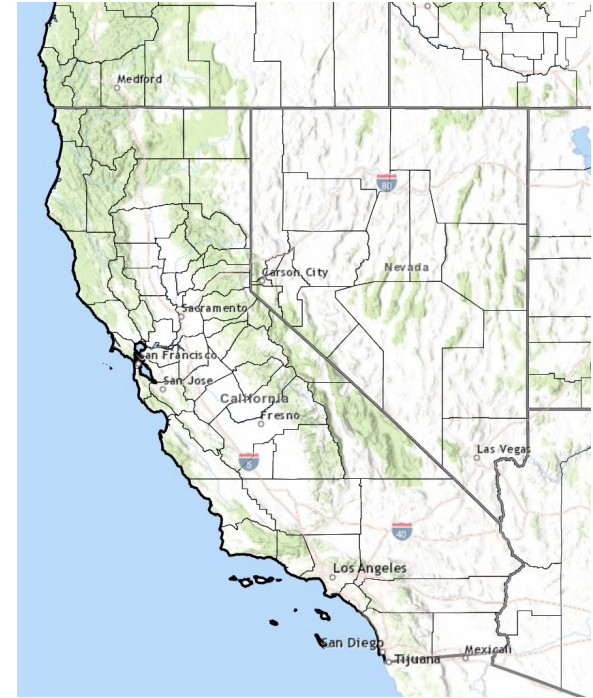 Medford
80
Carson City
Nevada
Sacramento
San Francisco
San Jose
California
Fresno
Las Vegas
5
40
Los Angeles
San Diego
Tijuana
Mexicali